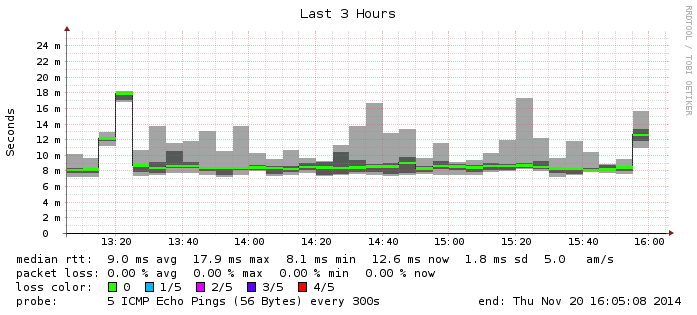 Last 3 Hours
RRDTOOL / TOBI OETIKER
Seconds
24 m
22 m
20 m
18 m
16 m
14 m
12 m
10 m
8 m
6 m
4 m
2 m
0
13:20 13:40 14:00 14:20 14:40 15:00 15:20 15:40 16:00
median rtt: 9.0 ms avg 17.9 ms max 8.1 ms min 12.6 ms now 1.8 ms sd 5.0 am/s
packet loss: 0.00 % avg 0.00 % max 0.00 % min 0.00 % now
loss color: 0 1/5 2/5 3/5 4/5
probe: 5 ICMP Echo Pings (56 Bytes) every 300s end: Thu Nov 20 16:05:08 2014